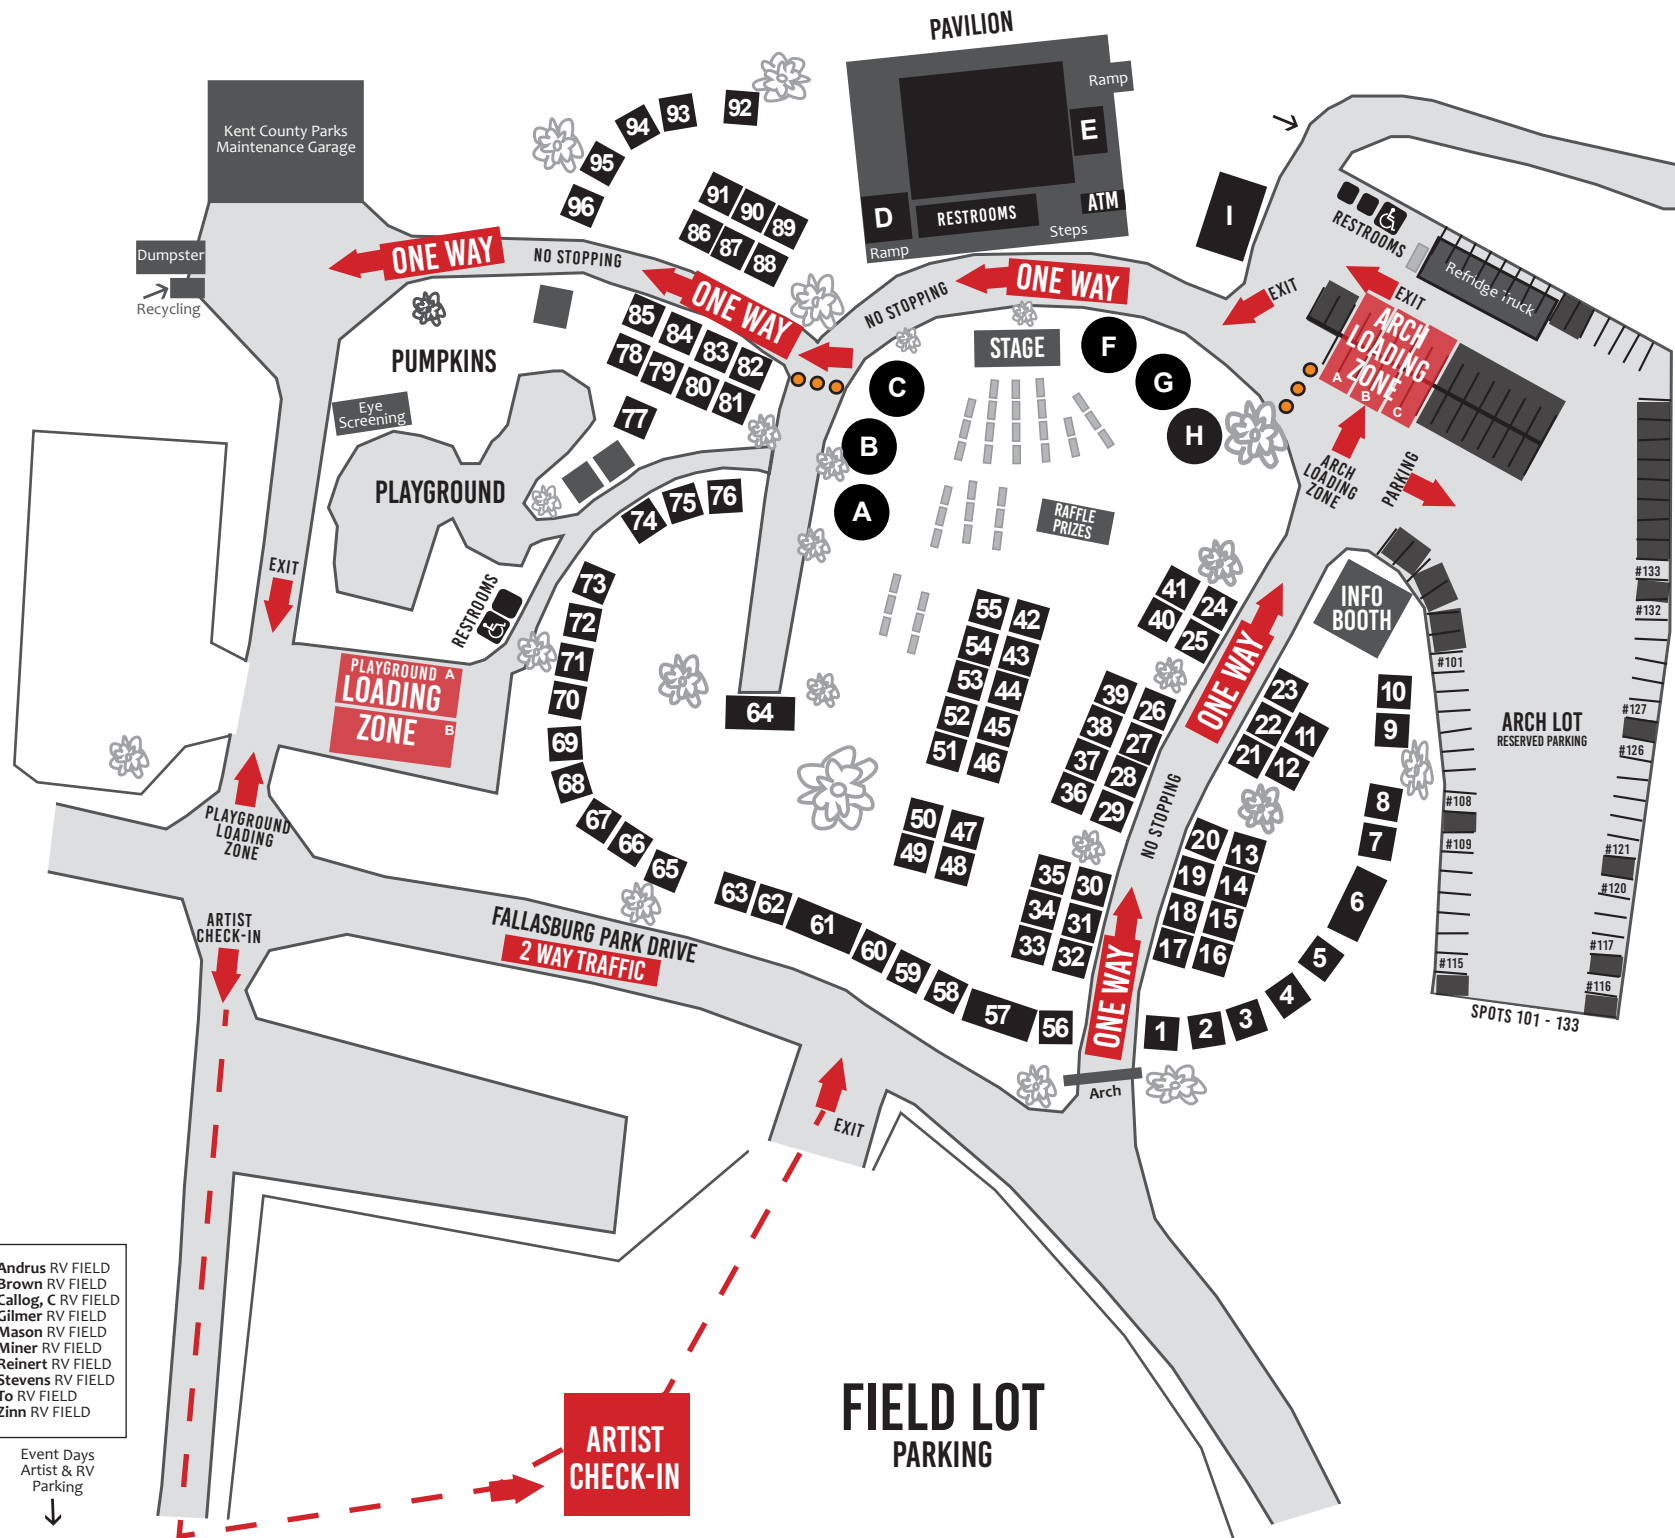 PAVILION
Ramp
E
D
RESTROOMS
ATM
Ramp
Steps
I
RESTROOMS
Refridge Truck
Kent County Parks
Maintenance Garage
Dumpster
Recycling
92
93
94
95
96
91
90
89
86
87
88
ONE WAY
NO STOPPING
ONE WAY
NO STOPPING
ONE WAY
EXIT
EXIT
ARCH
LOADING
ZONE
A
B
C
ARCH
LOADING
ZONE
PARKING
PUMPKINS
Eye
Screening
PLAYGROUND
85
84
83
82
78
79
80
81
77
STAGE
F
G
H
C
B
A
RAFFLE
PRIZES
76
75
74
73
72
71
70
69
68
67
66
65
64
EXIT
RESTROOMS
PLAYGROUND
LOADING
ZONE
A
B
PLAYGROUND
LOADING
ZONE
55
42
54
43
53
44
52
45
51
46
50
47
49
48
41
24
40
25
39
26
38
27
37
28
36
29
35
30
34
31
33
32
ONE WAY
NO STOPPING
ONE WAY
INFO
BOOTH
23
22
11
21
12
20
13
19
14
18
15
17
16
10
9
8
7
6
5
4
3
2
1
63
62
61
60
59
58
57
56
Arch
#133
#132
#101
#127
#126
#108
#109
#121
#120
#117
#115
#116
ARCH LOT
RESERVED PARKING
SPOTS 101 - 133
FALLASBURG PARK DRIVE
2 WAY TRAFFIC
ARTIST
CHECK-IN
EXIT
Andrus RV FIELD
Brown RV FIELD
Callog, C RV FIELD
Gilmer RV FIELD
Mason RV FIELD
Miner RV FIELD
Reinert RV FIELD
Stevens RV FIELD
To RV FIELD
Zinn RV FIELD
Event Days
Artist & RV
Parking
ARTIST
CHECK-IN
FIELD LOT
PARKING